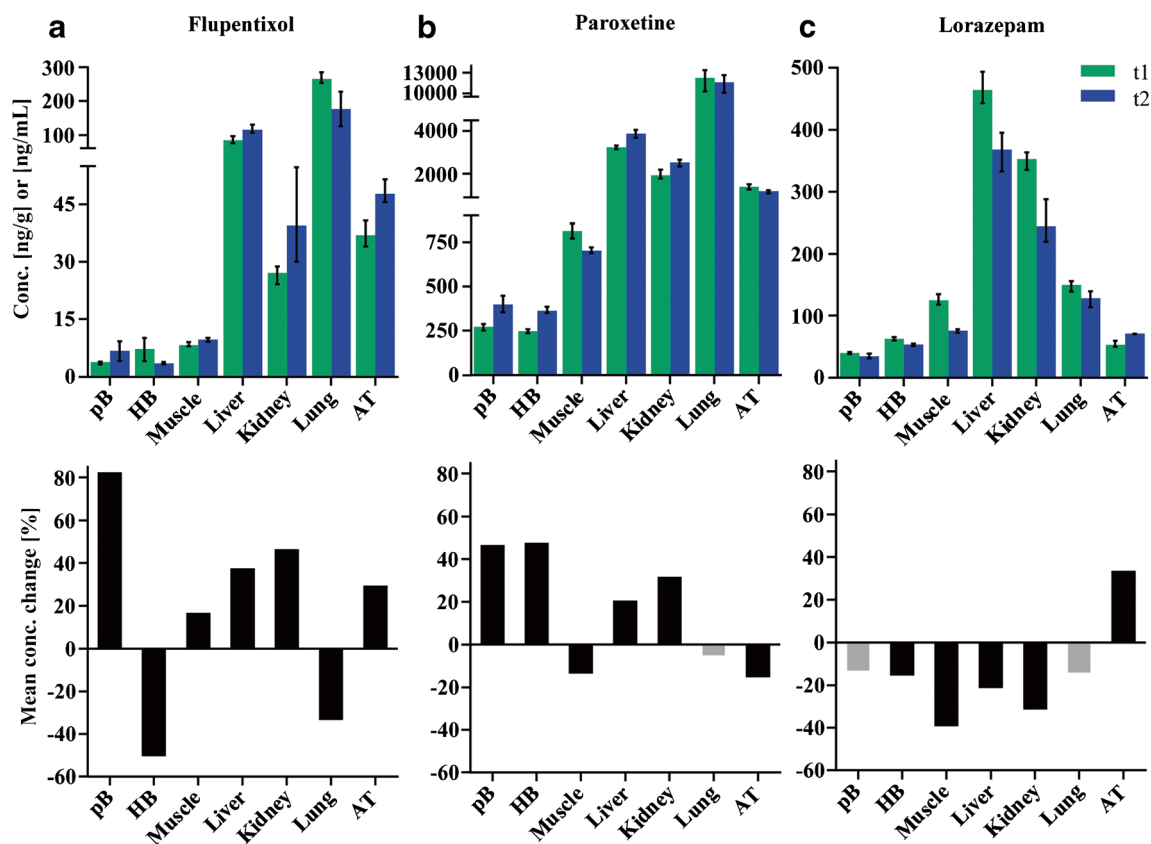 a
Flupentixol
b
Paroxetine
c
Lorazepam
Conc. [ng/g] or [ng/mL]
300
200
100
45
30
15
0
pB
HB
Muscle
Liver
Kidney
Lung
AT
13000
10000
4000
2000
750
500
250
0
pB
HB
Muscle
Liver
Kidney
Lung
AT
500
400
300
200
100
0
pB
HB
Muscle
Liver
Kidney
Lung
AT
t1
t2
Mean conc. change [%]
80
60
40
20
0
-20
-40
-60
pB
HB
Muscle
Liver
Kidney
Lung
AT
80
60
40
20
0
-20
-40
-60
pB
HB
Muscle
Liver
Kidney
Lung
AT
80
60
40
20
0
-20
-40
-60
pB
HB
Muscle
Liver
Kidney
Lung
AT